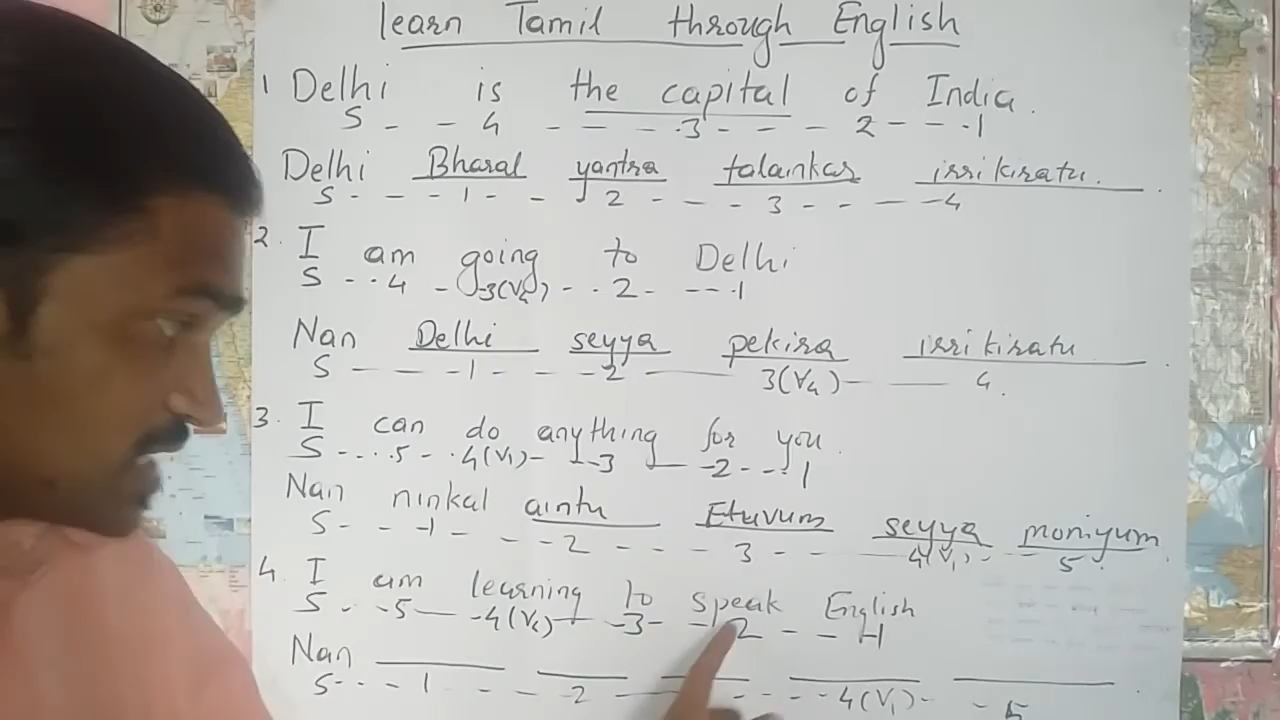 learn Tamil through English
1 Delhi is the capital of India.
S - - 4 - - - 3 - - - 2 - - - 1
Delhi Bharal yantra talainkar irrikiratu.
S - - - 1 - - 2 - - - 3 - - - - 4
2. I am going to Delhi
S - - 4 - 3(V4) - - 2 - - - 1
Nan Delhi seyya pekira irrikiratu.
S - - - 1 - - - 2 - - 3(V4) - - 4.
3. I can do anything for you.
S - - - - 5 - - 4(V1) - - 3 - - 2 - - - 1
Nan ninkal aintu Etuvum seyya moniyum
S - - - 1 - - - 2 - - - 3 - - - 4(V1) - - 5.
4. I am learning to speak English
S - - 5 - - 4(V4) - - 3 - - 2 - - - 1
Nan
S - - - 1 - - - 2 - - - - 4(V1) - - 5